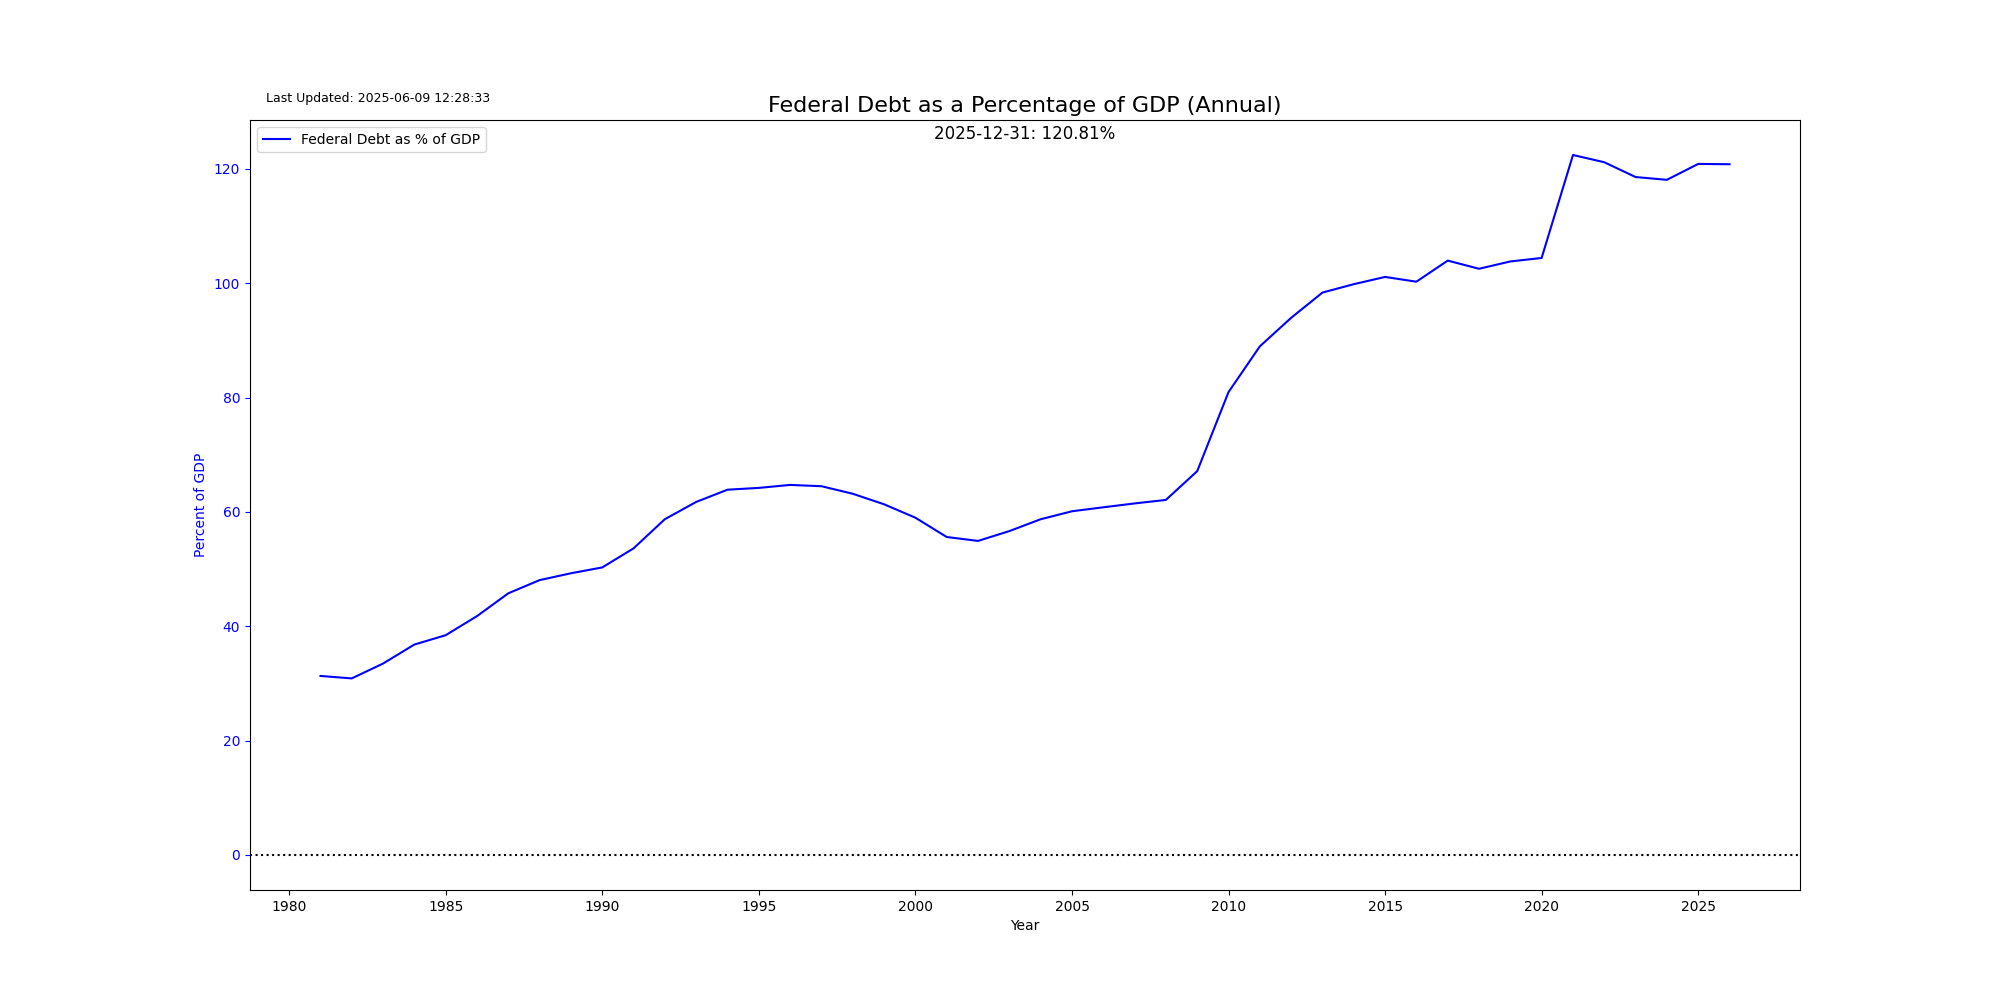 Last Updated: 2025-06-09 12:28:33
Federal Debt as a Percentage of GDP (Annual)
Federal Debt as % of GDP
2025-12-31: 120.81%
120
100
80
60
40
20
0
Percent of GDP
1980 1985 1990 1995 2000 2005 2010 2015 2020 2025
Year